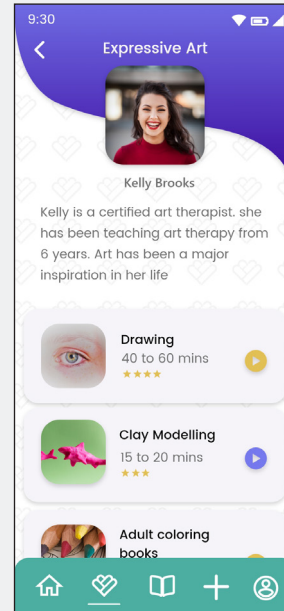 9:30
Expressive Art
Kelly Brooks
Kelly is a certified art therapist. she
has been teaching art therapy from
6 years. Art has been a major
inspiration in her life
Drawing
40 to 60 mins
Clay Modelling
15 to 20 mins
Adult coloring
books